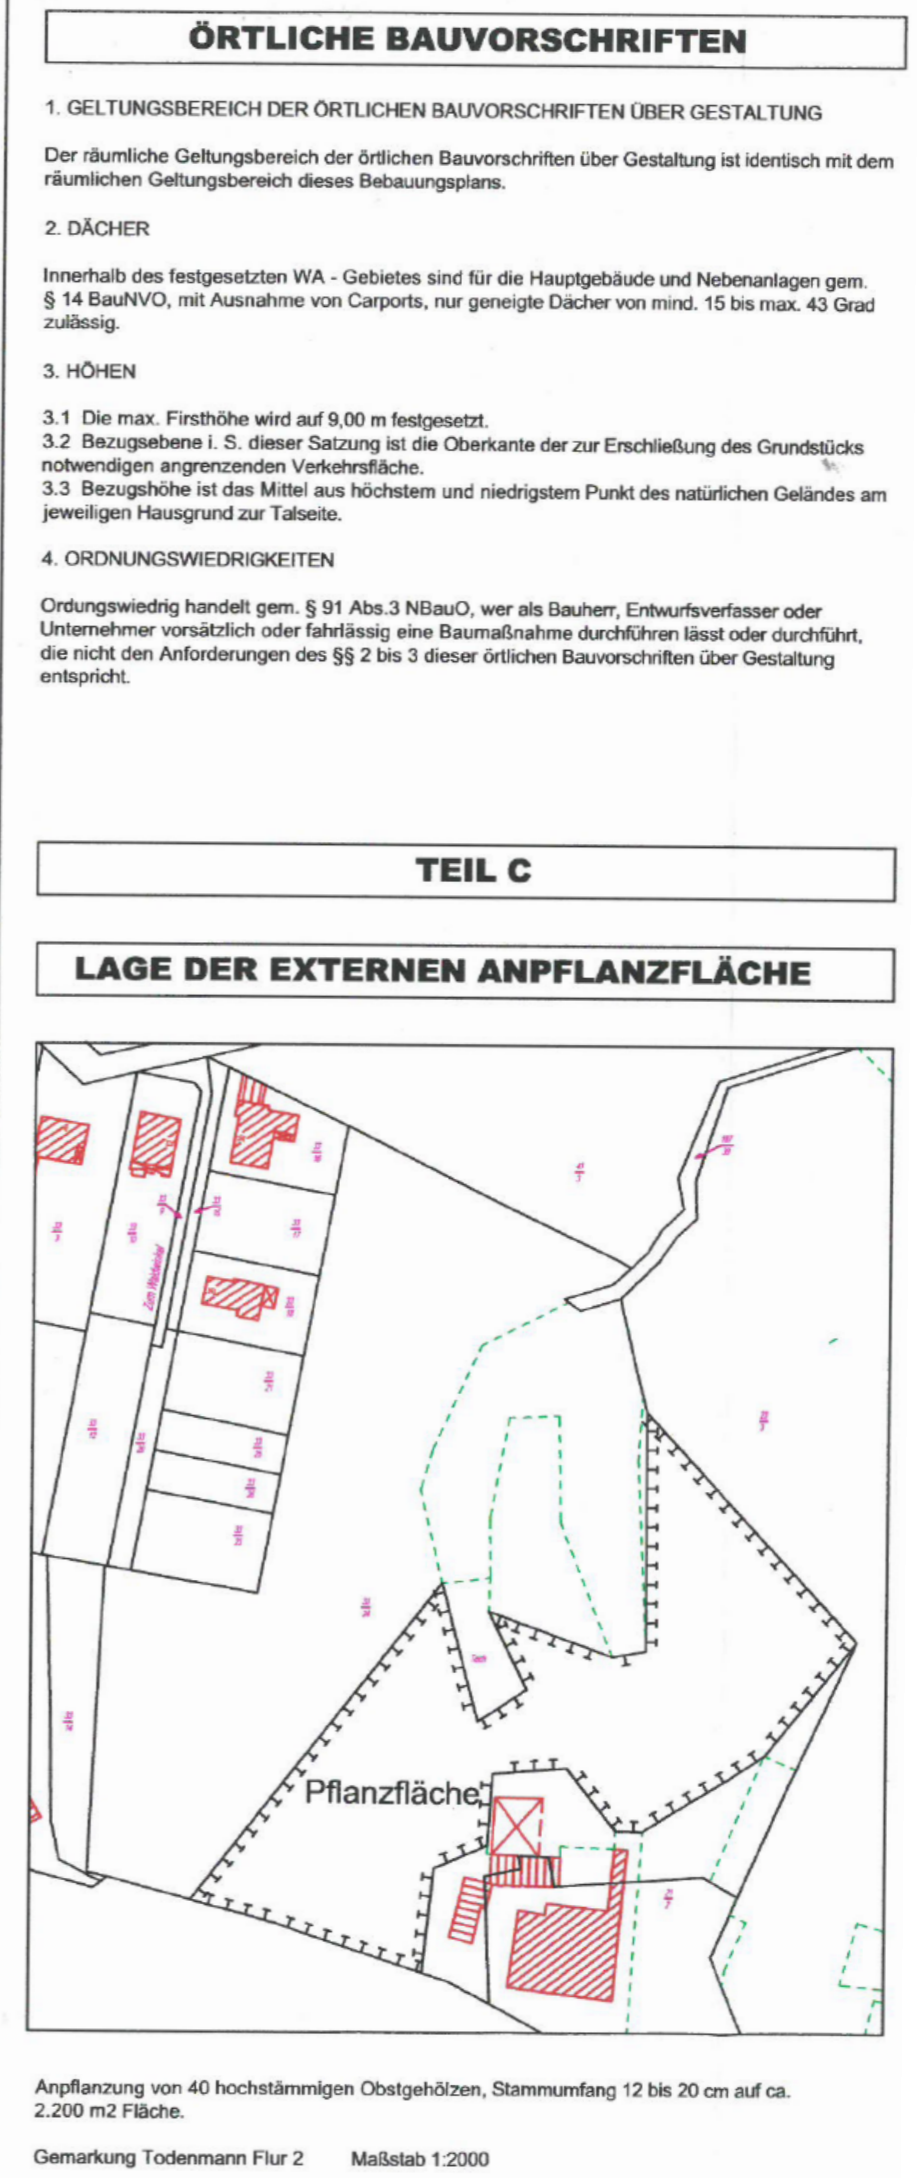 ÖRTLICHE BAUVORSCHRIFTEN
1. GELTUNGSBEREICH DER ÖRTLICHEN BAUVORSCHRIFTEN ÜBER GESTALTUNG
Der räumliche Geltungsbereich der örtlichen Bauvorschriften über Gestaltung ist identisch mit dem
räumlichen Geltungsbereich dieses Bebauungsplans.
2. DÄCHER
Innerhalb des festgesetzten WA - Gebietes sind für die Hauptgebäude und Nebenanlagen gem.
§ 14 BauNVO, mit Ausnahme von Carports, nur geneigte Dächer von mind. 15 bis max. 43 Grad
zulässig.
3. HÖHEN
3.1 Die max. Firsthöhe wird auf 9,00 m festgesetzt.
3.2 Bezugsebene i. S. dieser Satzung ist die Oberkante der zur Erschließung des Grundstücks
notwendigen angrenzenden Verkehrsfläche.
3.3 Bezugshöhe ist das Mittel aus höchstem und niedrigstem Punkt des natürlichen Geländes am
jeweiligen Hausgrund zur Talseite.
4. ORDNUNGSWIEDRIGKEITEN
Ordungswiedrig handelt gem. § 91 Abs.3 NBauO, wer als Bauherr, Entwurfsverfasser oder
Unternehmer vorsätzlich oder fahrlässig eine Baumaßnahme durchführen lässt oder durchführt,
die nicht den Anforderungen des §§ 2 bis 3 dieser örtlichen Bauvorschriften über Gestaltung
entspricht.
TEIL C
LAGE DER EXTERNEN ANPFLANZFLÄCHE
Zum
Pflanzfläche
Anpflanzung von 40 hochstämmigen Obstgehölzen, Stammumfang 12 bis 20 cm auf ca.
2.200 m2 Fläche.
Gemarkung Todenmann Flur 2 Maßstab 1:2000